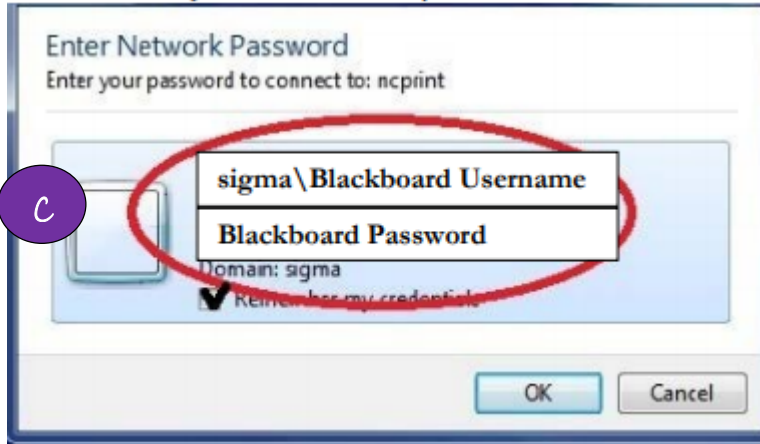 Enter Network Password
Enter your password to connect to: ncprint
C
sigma\Blackboard Username
Blackboard Password
Domain: sigma
Remember my credentials
OK Cancel